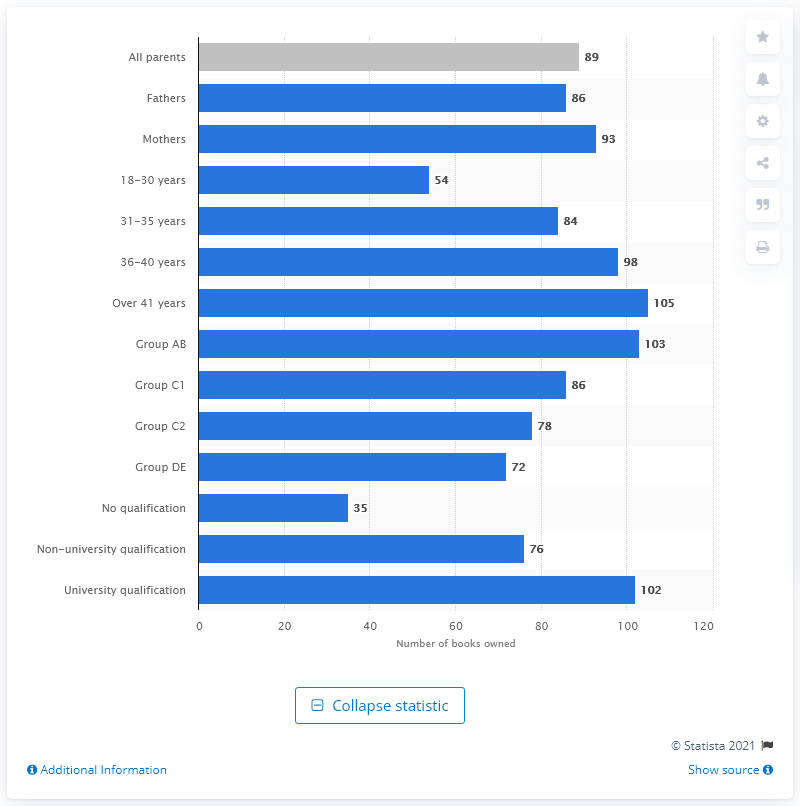 All parents 89
Fathers 86
Mothers 93
18-30 years 54
31-35 years 84
36-40 years 98
Over 41 years 105
Group AB 103
Group C1 86
Group C2 78
Group DE 72
No qualification 35
Non-university qualification 76
University qualification 102
0 20 40 60 80 100 120
Number of books owned
Collapse statistic
© Statista 2021
Additional Information Show source